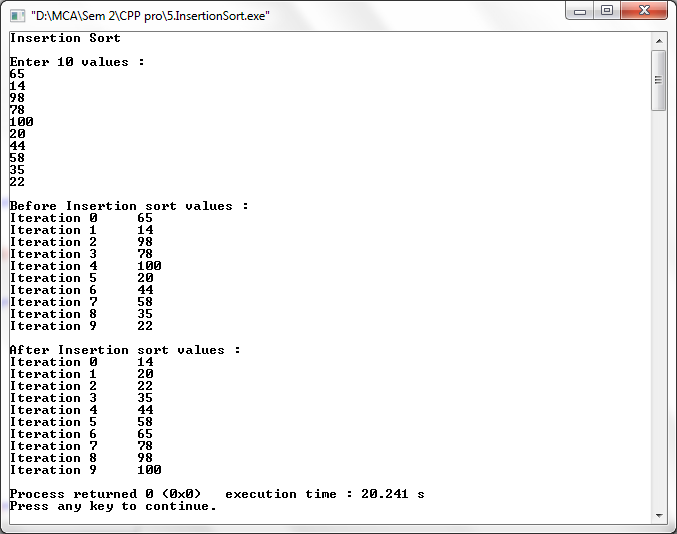 "D:\MCA\Sem 2\CPP pro\5.InsertionSort.exe"
Insertion Sort
Enter 10 values :
65
14
98
78
100
20
44
58
35
22
Before Insertion sort values :
Iteration 0     65
Iteration 1     14
Iteration 2     98
Iteration 3     78
Iteration 4     100
Iteration 5     20
Iteration 6     44
Iteration 7     58
Iteration 8     35
Iteration 9     22
After Insertion sort values :
Iteration 0     14
Iteration 1     20
Iteration 2     22
Iteration 3     35
Iteration 4     44
Iteration 5     58
Iteration 6     65
Iteration 7     78
Iteration 8     98
Iteration 9     100
Process returned 0 (0x0)   execution time : 20.241 s
Press any key to continue.